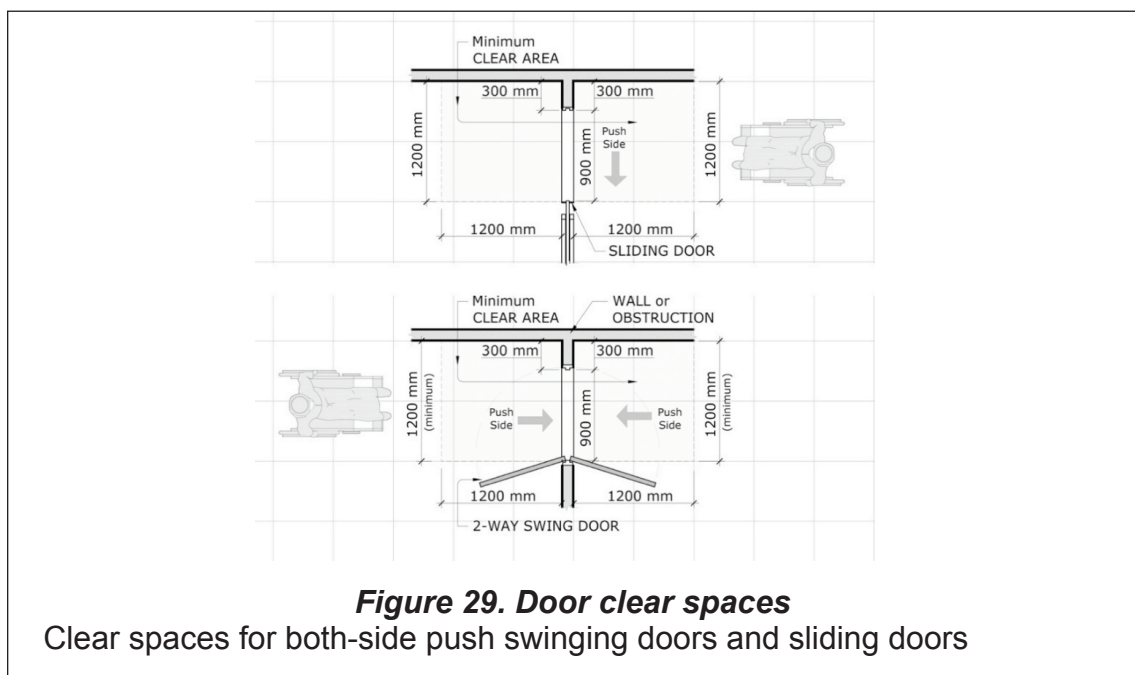 Minimum
CLEAR AREA
300 mm
300 mm
1200 mm
Push
Side
900 mm
1200 mm
1200 mm
1200 mm
SLIDING DOOR
Minimum
CLEAR AREA
WALL or
OBSTRUCTION
300 mm
300 mm
1200 mm
(minimum)
Push
Side
900 mm
Push
Side
1200 mm
(minimum)
1200 mm
1200 mm
2-WAY SWING DOOR
Figure 29. Door clear spaces
Clear spaces for both-side push swinging doors and sliding doors